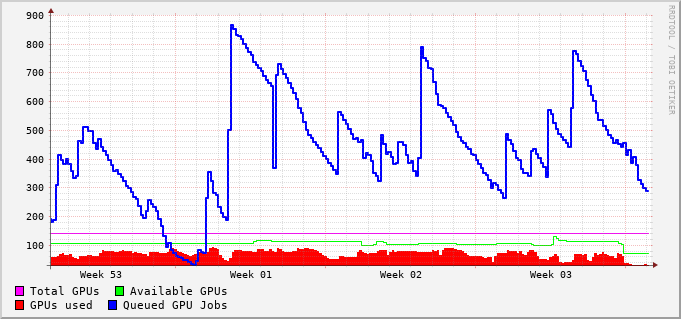 900
800
700
600
500
400
300
200
100
Week 53 Week 01 Week 02 Week 03
Total GPUs Available GPUs
GPUs used Queued GPU Jobs
RRDTOOL / TOBI OETIKER